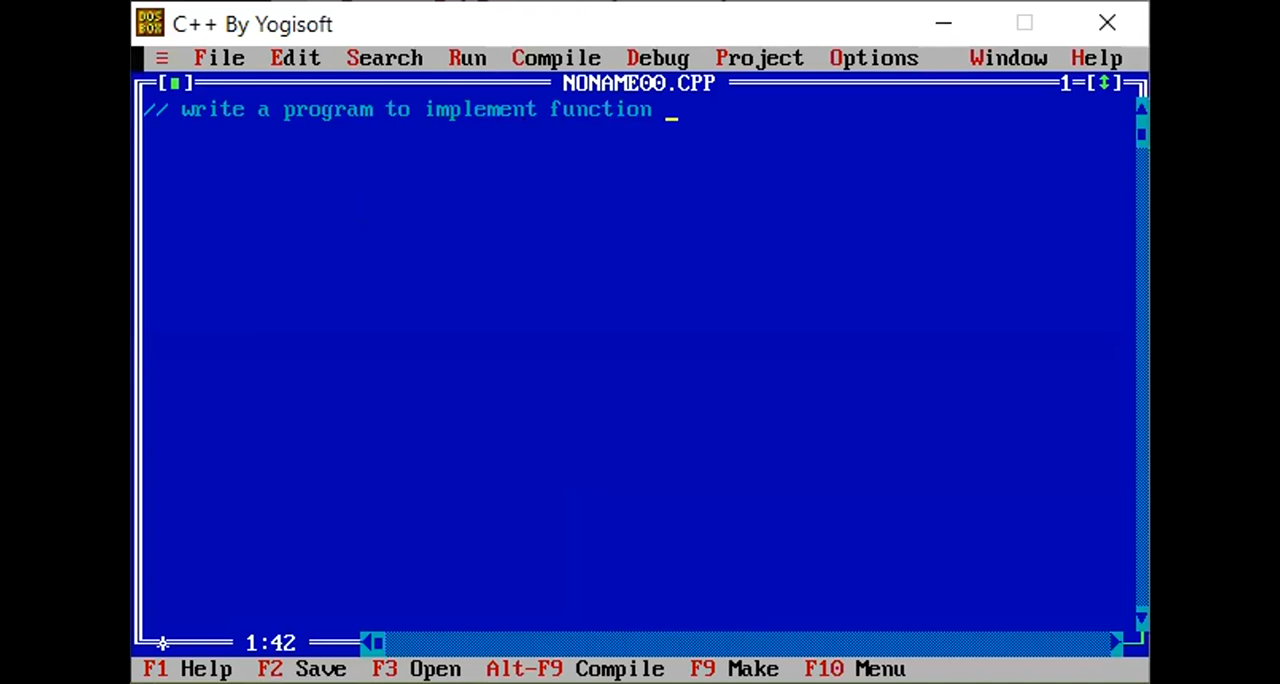 C++ By Yogisoft
≡ File Edit Search Run Compile Debug Project Options Window Help
[■] NONAME00.CPP 1=[↕]
// write a program to implement function _
1:42
F1 Help F2 Save F3 Open Alt-F9 Compile F9 Make F10 Menu